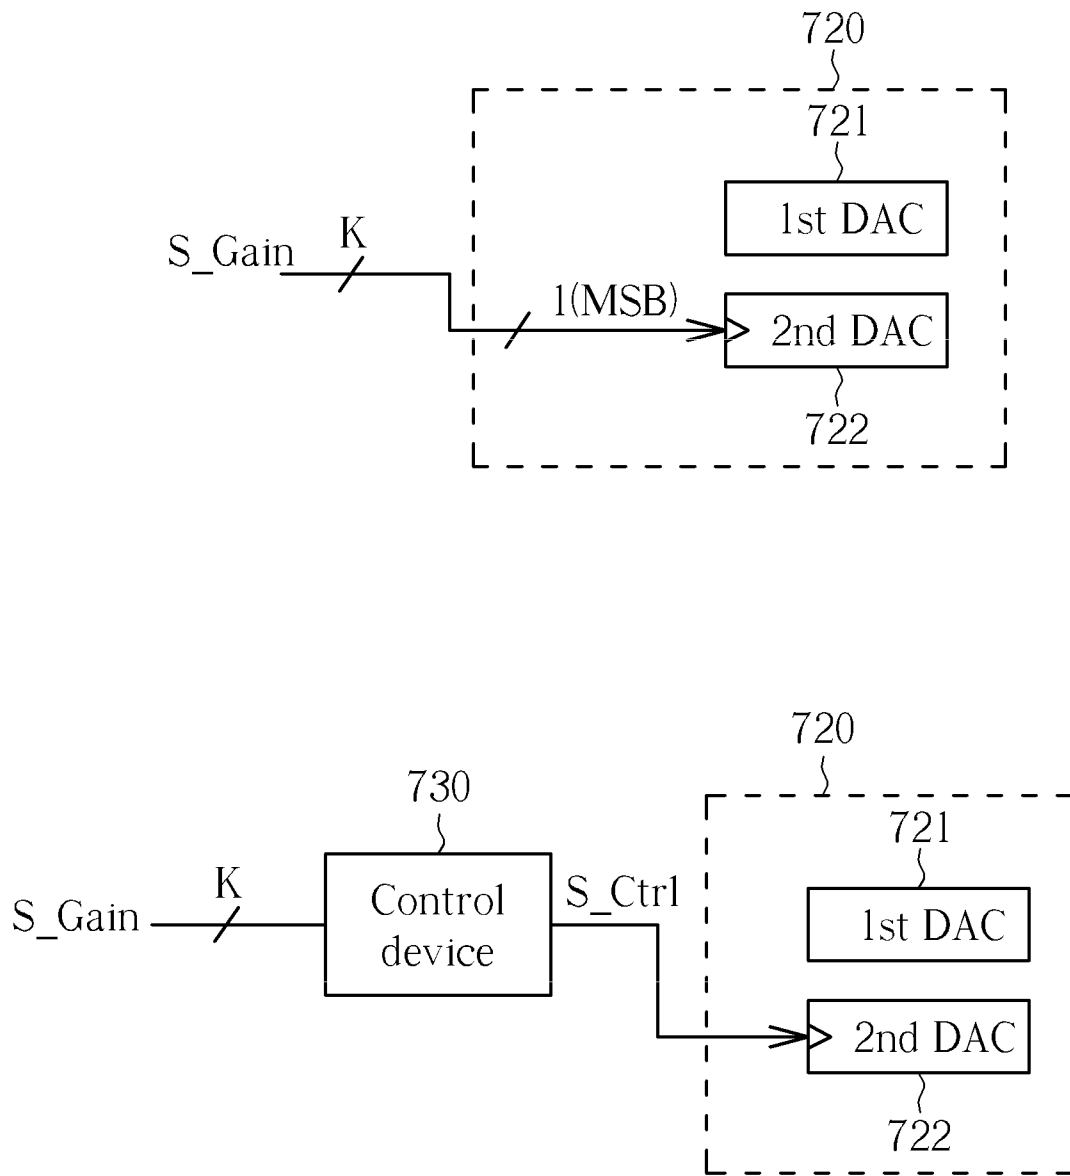 720
721
1st DAC
K
S_Gain
1(MSB)
2nd DAC
722
720
730
721
K
S_Ctrl
S_Gain
Control
device
1st DAC
2nd DAC
722